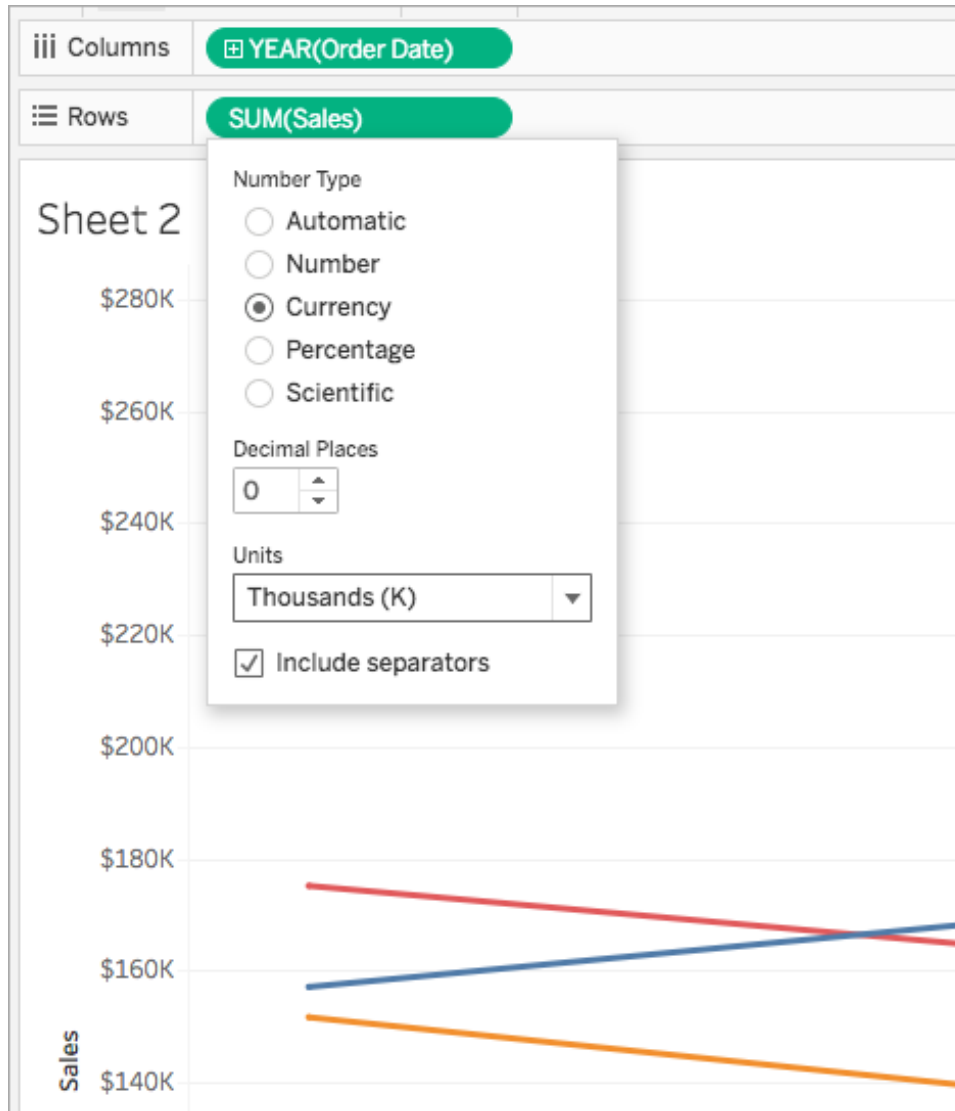 Columns
YEAR(Order Date)
Rows
SUM(Sales)
Number Type
Sheet 2
Automatic
Number
$280K
Currency
Percentage
Scientific
$260K
Decimal Places
0
$240K
Units
Thousands (K)
$220K
Include separators
$200K
$180K
$160K
Sales
$140K